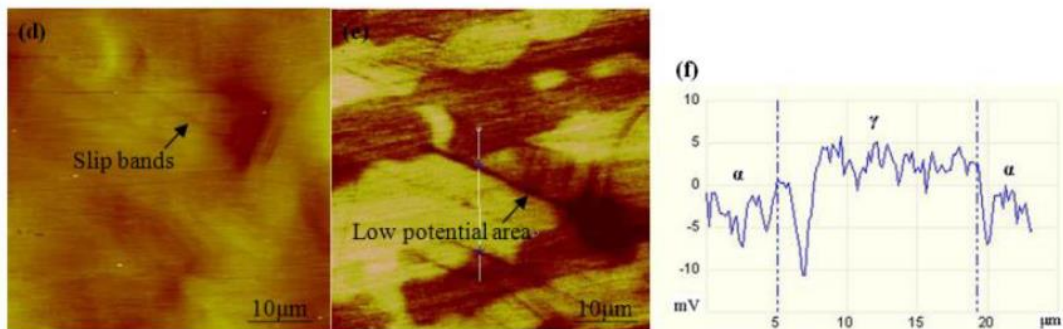 (d)
Slip bands
10μm
(e)
Low potential area
10μm
(f)
10
5
0
-5
-10
mV
α
γ
α
5
10
15
20
μm